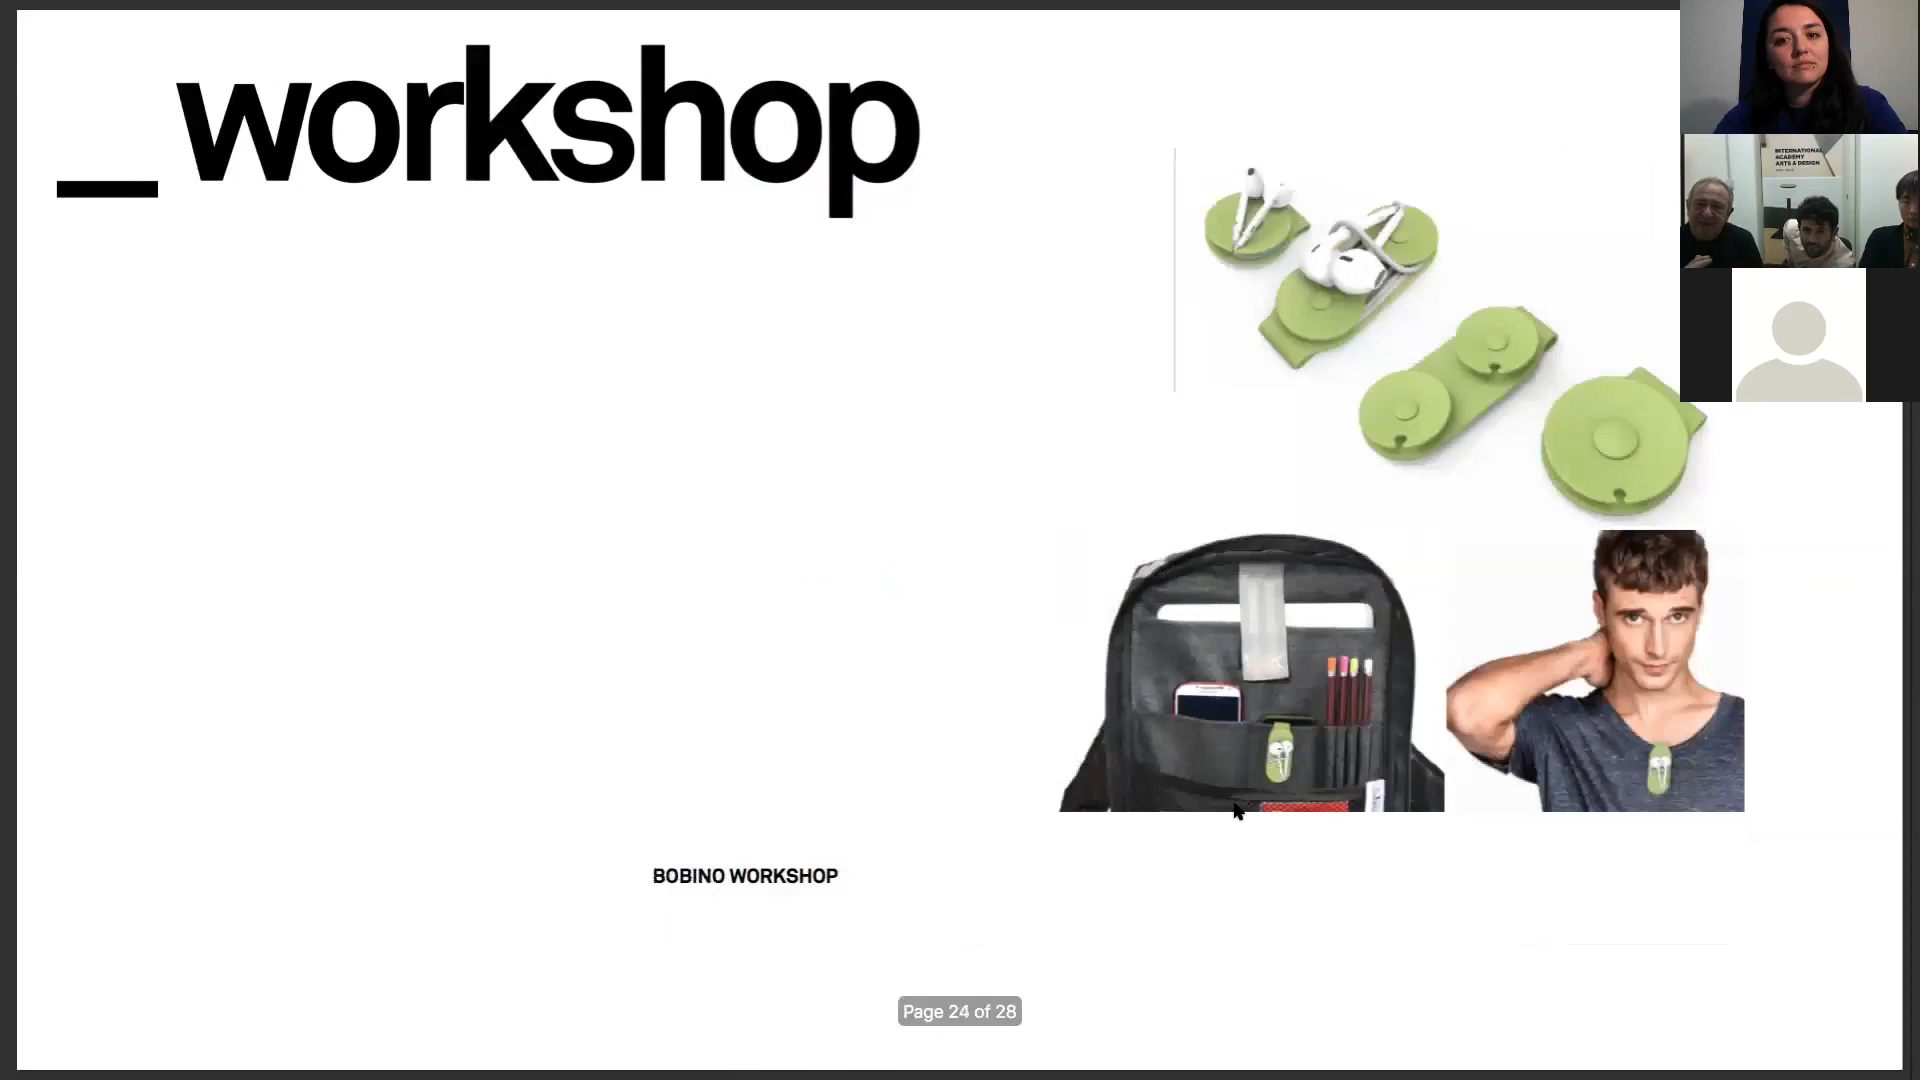 _workshop
INTERNATIONAL
ACADEMY
ARTS & DESIGN
BOBINO WORKSHOP
Page 24 of 28